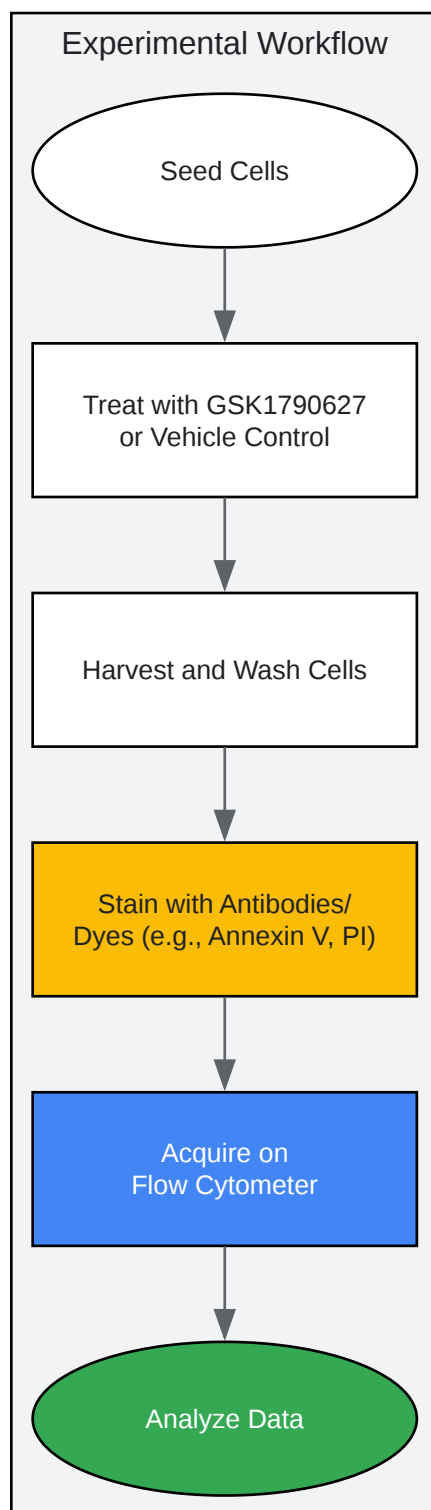 Experimental Workflow
Seed Cells
Treat with GSK1790627
or Vehicle Control
Harvest and Wash Cells
Stain with Antibodies/
Dyes (e.g., Annexin V, PI)
Acquire on
Flow Cytometer
Analyze Data